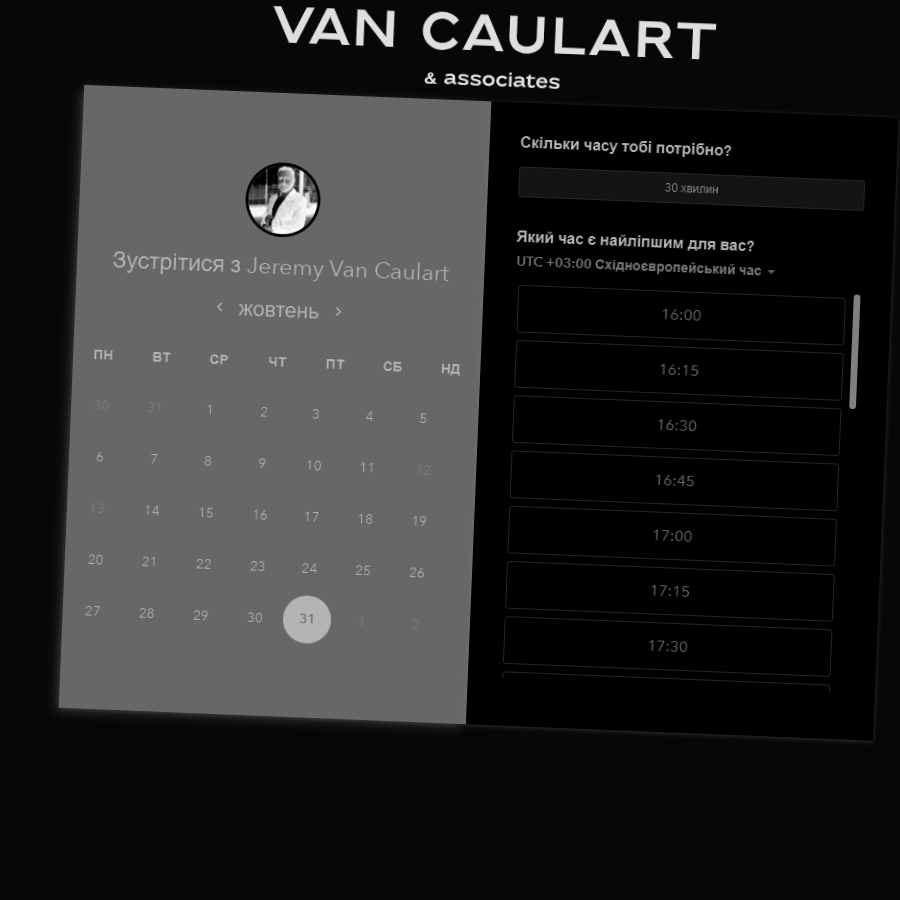 VAN CAULART
& associates
Зустрітися з Jeremy Van Caulart
жовтень
ПН ВТ СР ЧТ ПТ СБ НД
30 31 1 2 3 4 5
6 7 8 9 10 11 12
13 14 15 16 17 18 19
20 21 22 23 24 25 26
27 28 29 30 31 1 2
Скільки часу тобі потрібно?
30 хвилин
Який час є найліпшим для вас?
UTC +03:00 Східноєвропейський час
16:00
16:15
16:30
16:45
17:00
17:15
17:30